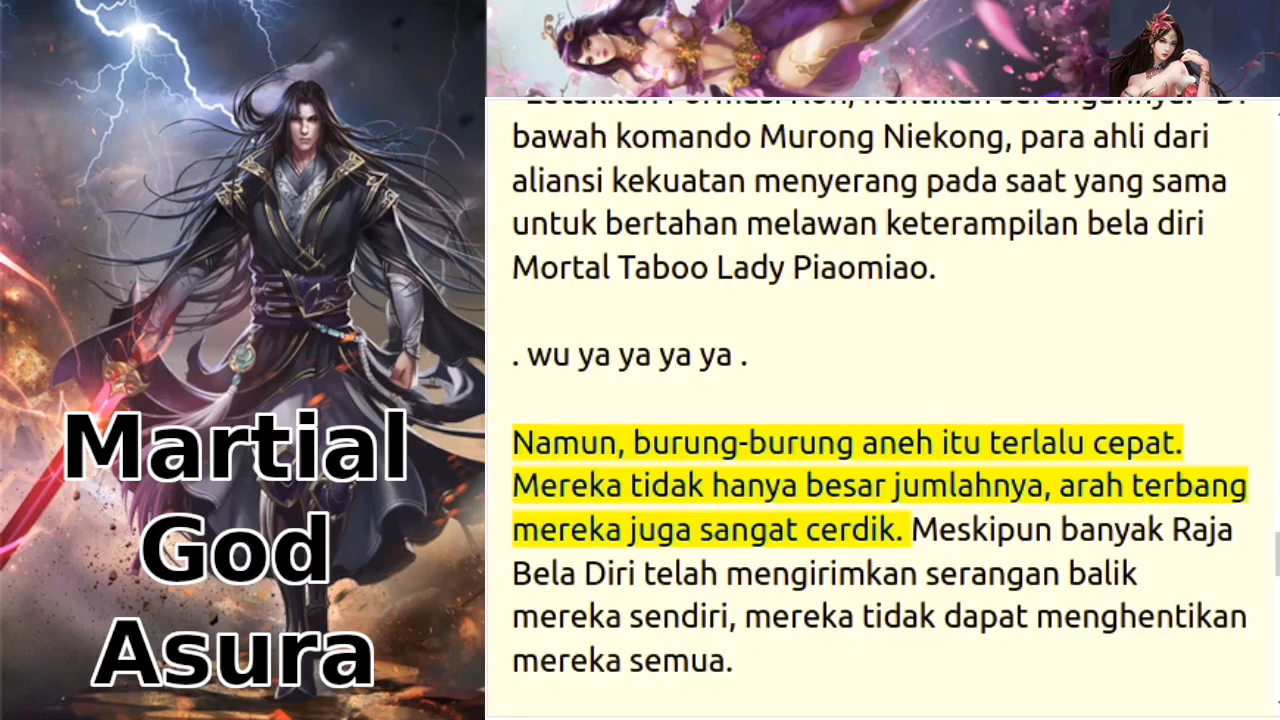 Martial
God
Asura
bawah komando Murong Niekong, para ahli dari
aliansi kekuatan menyerang pada saat yang sama
untuk bertahan melawan keterampilan bela diri
Mortal Taboo Lady Piaomiao.
. wu ya ya ya ya .
Namun, burung-burung aneh itu terlalu cepat.
Mereka tidak hanya besar jumlahnya, arah terbang
mereka juga sangat cerdik. Meskipun banyak Raja
Bela Diri telah mengirimkan serangan balik
mereka sendiri, mereka tidak dapat menghentikan
mereka semua.